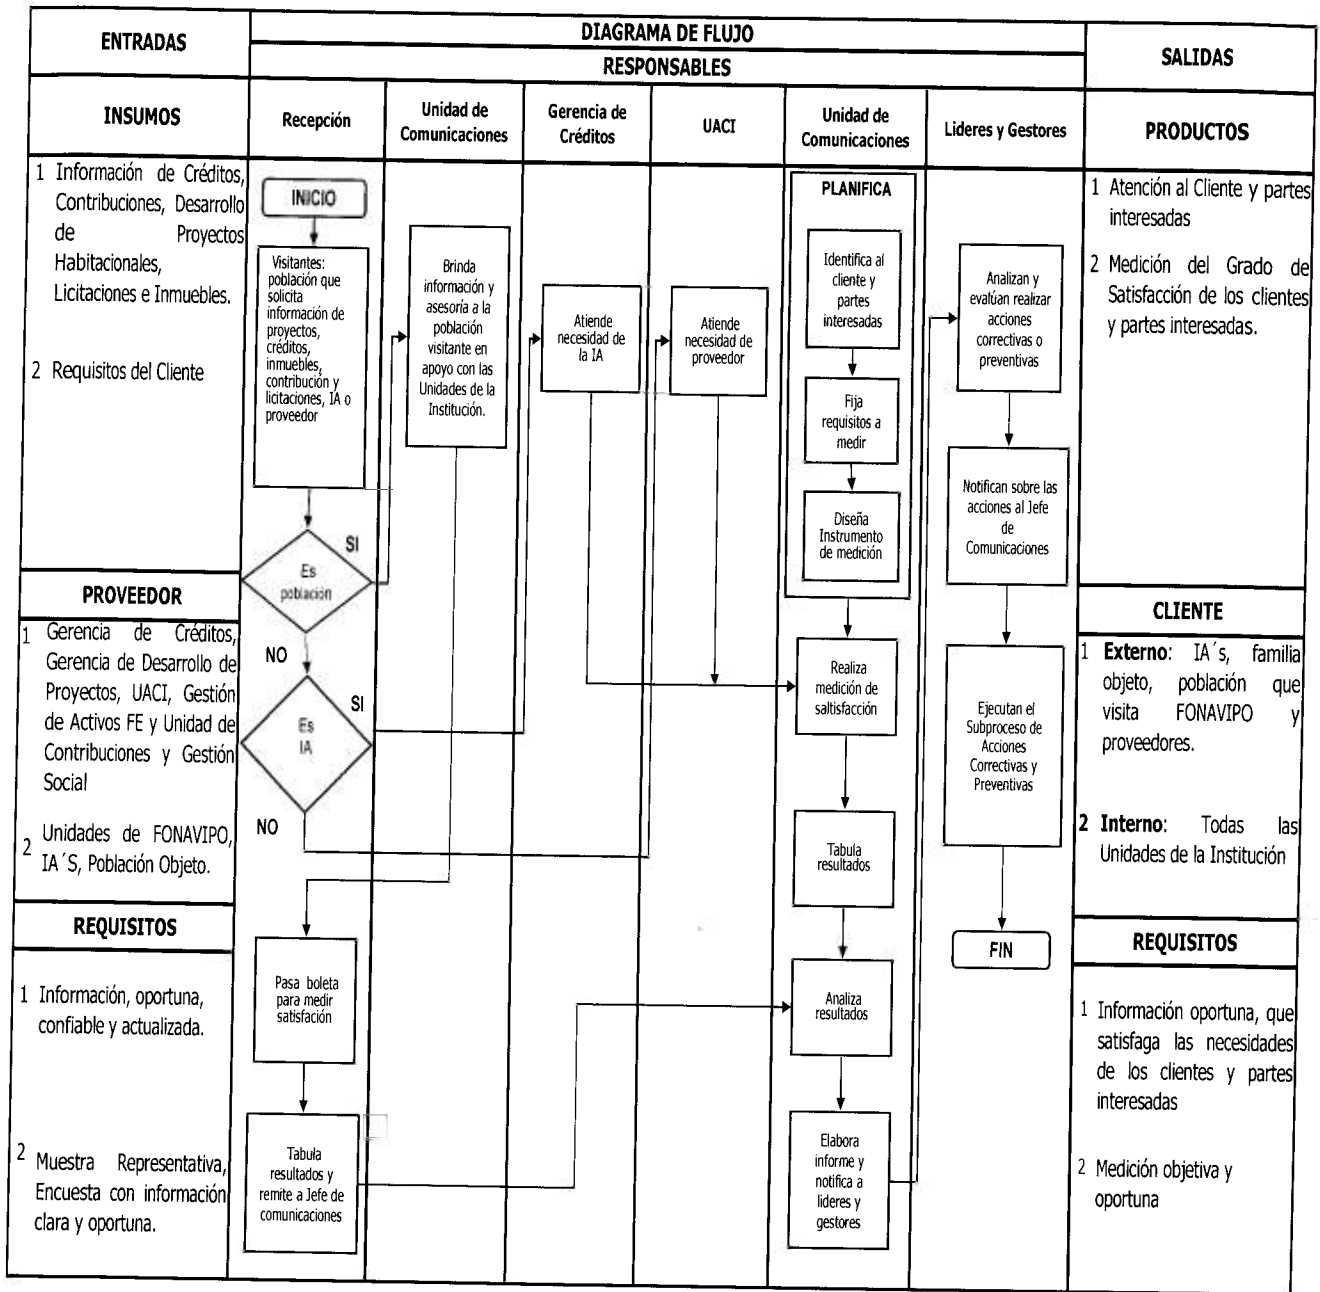 ENTRADAS
DIAGRAMA DE FLUJO
RESPONSABLES
SALIDAS
INSUMOS
Recepción
Unidad de
Comunicaciones
Gerencia de
Créditos
UACI
Unidad de
Comunicaciones
Lideres y Gestores
PRODUCTOS
1 Información de Créditos,
Contribuciones, Desarrollo
de Proyectos
Habitacionales,
Licitaciones e Inmuebles.
2 Requisitos del Cliente
PROVEEDOR
1 Gerencia de Créditos,
Gerencia de Desarrollo de
Proyectos, UACI, Gestión
de Activos FE y Unidad de
Contribuciones y Gestión
Social
2 Unidades de FONAVIPO,
IA´S, Población Objeto.
REQUISITOS
1 Información, oportuna,
confiable y actualizada.
2 Muestra Representativa,
Encuesta con información
clara y oportuna.
INICIO
Visitantes:
población que
solicita
información de
proyectos,
créditos,
inmuebles,
contribución y
licitaciones, IA o
proveedor
Es
población
SI
NO
Es
IA
SI
NO
Pasa boleta
para medir
satisfación
Tabula
resultados y
remite a Jefe de
comunicaciones
Brinda
información y
asesoría a la
población
visitante en
apoyo con las
Unidades de la
Institución.
Atiende
necesidad de
la IA
Atiende
necesidad de
proveedor
PLANIFICA
Identifica al
cliente y
partes
interesadas
Fija
requisitos a
medir
Diseña
Instrumento
de medición
Realiza
medición de
saltisfacción
Tabula
resultados
Analiza
resultados
Elabora
informe y
notifica a
lideres y
gestores
Analizan y
evalúan realizar
acciones
correctivas o
preventivas
Notifican sobre las
acciones al Jefe
de
Comunicaciones
Ejecutan el
Subproceso de
Acciones
Correctivas y
Preventivas
FIN
1 Atención al Cliente y partes
interesadas
2 Medición del Grado de
Satisfacción de los clientes
y partes interesadas.
CLIENTE
1 Externo: IA´s, familia
objeto, población que
visita FONAVIPO y
proveedores.
2 Interno: Todas las
Unidades de la Institución
REQUISITOS
1 Información oportuna, que
satisfaga las necesidades
de los clientes y partes
interesadas
2 Medición objetiva y
oportuna